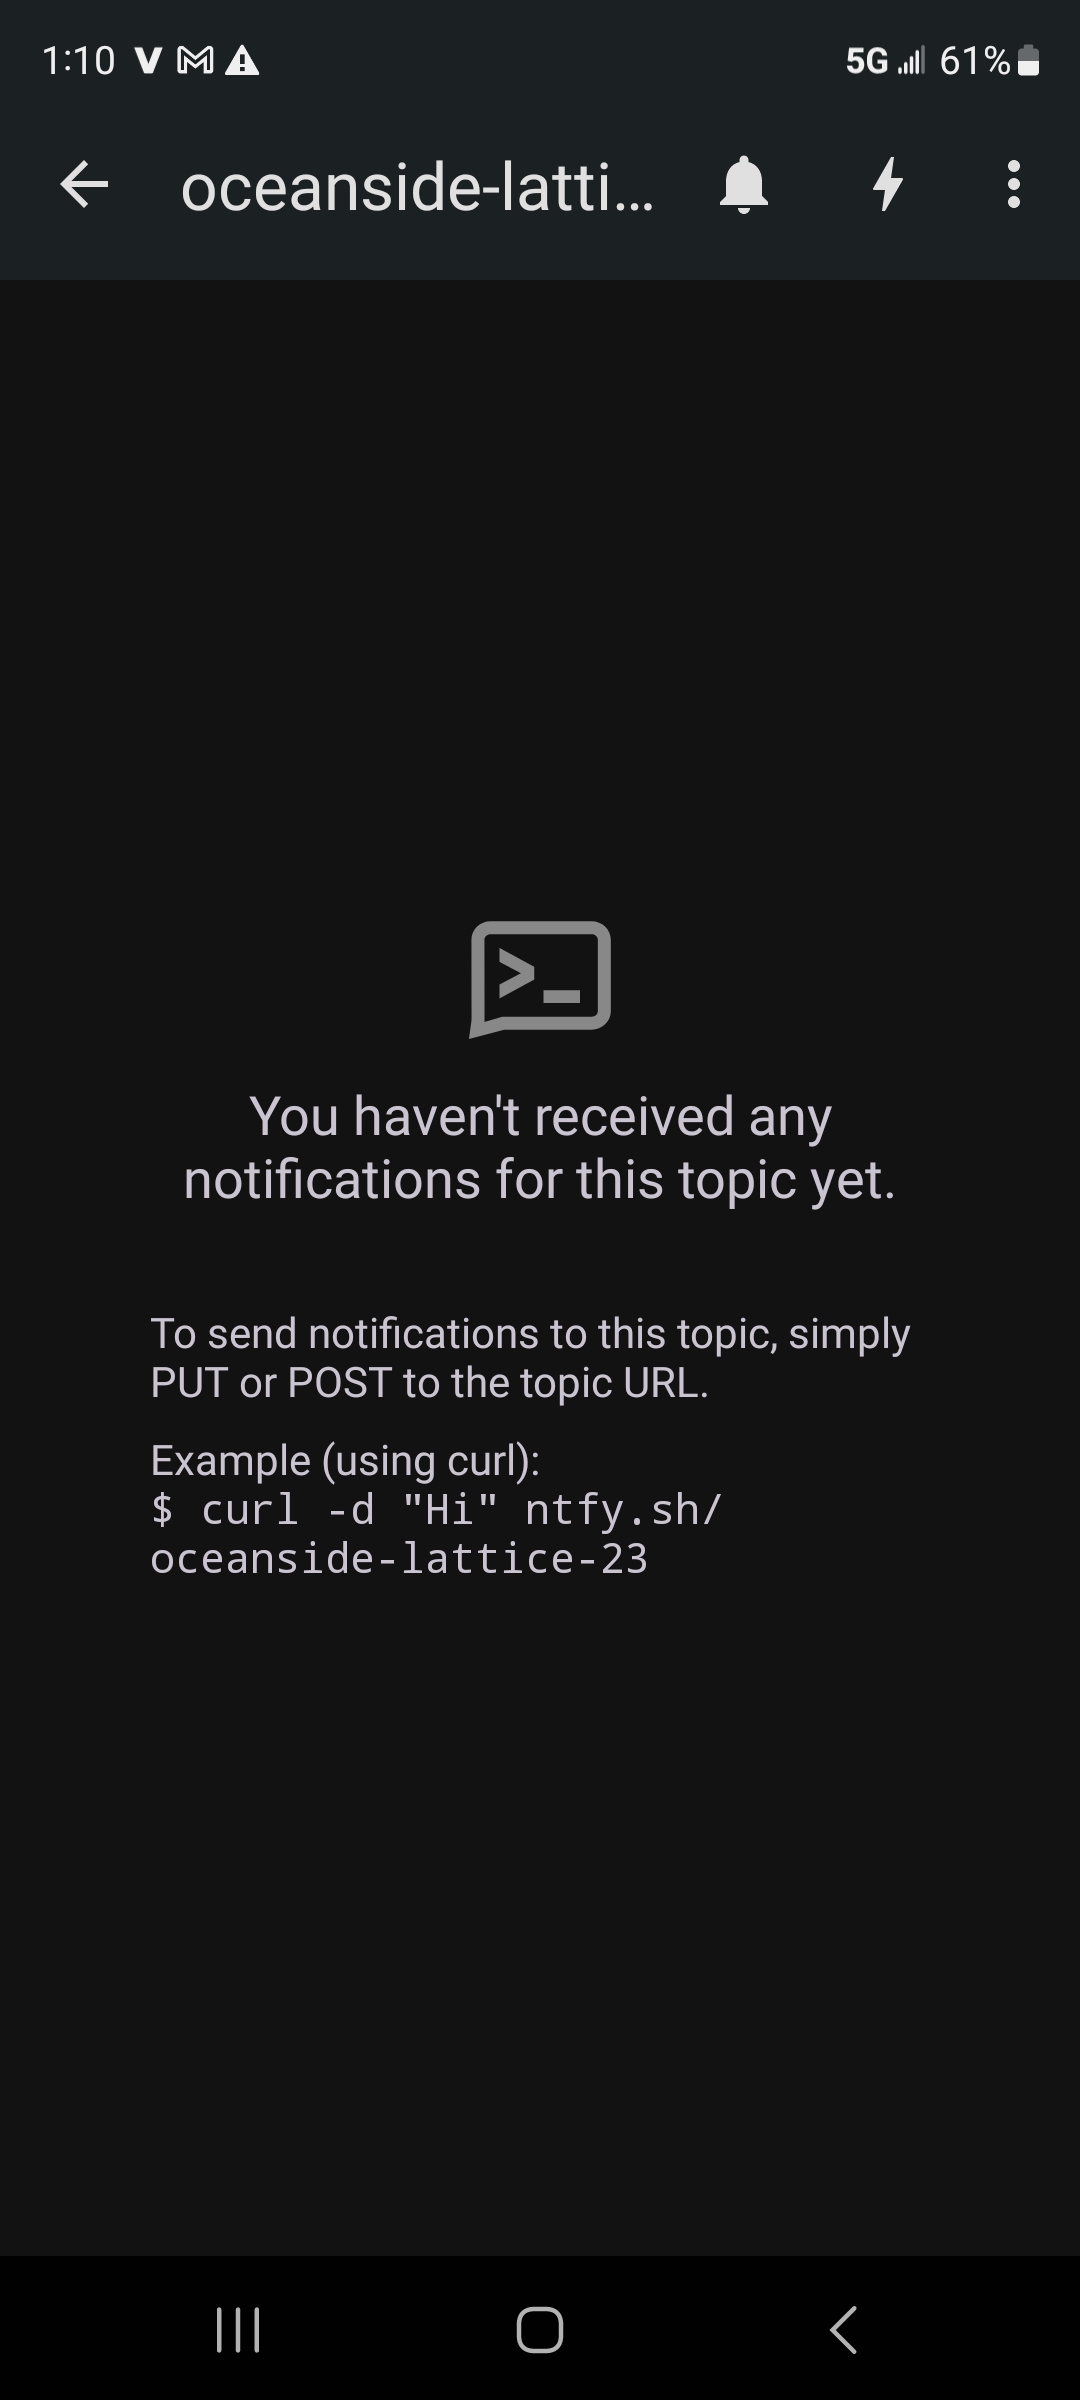 1:10 5G 61%
oceanside-latti...
>_
You haven't received any
notifications for this topic yet.
To send notifications to this topic, simply
PUT or POST to the topic URL.
Example (using curl):
$ curl -d "Hi" ntfy.sh/
oceanside-lattice-23